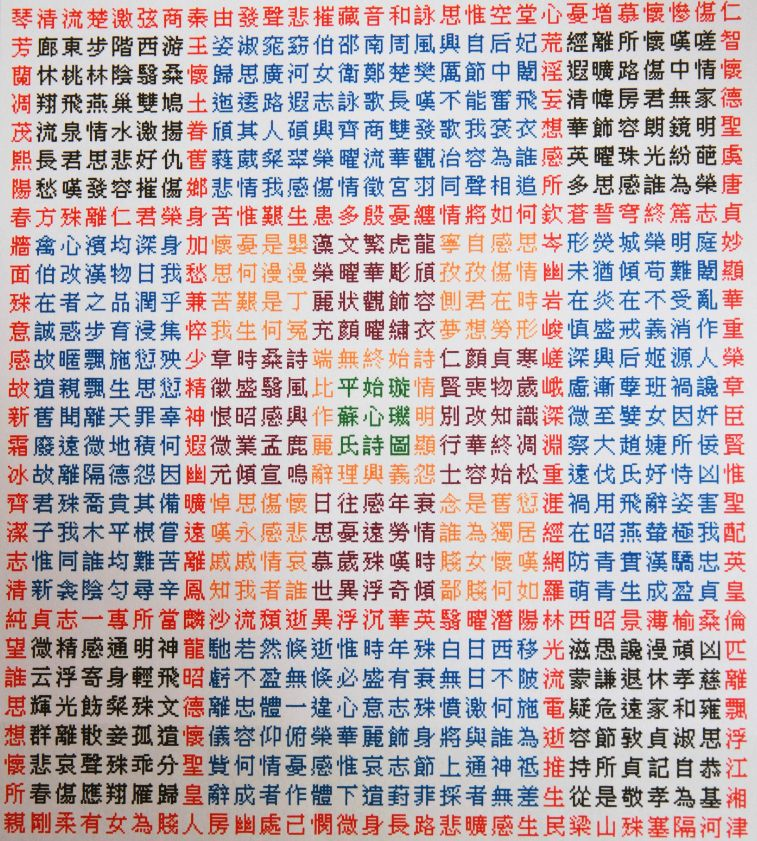 琴清流楚激弦商秦由發聲悲摧藏音和詠思惟空堂心憂增慕懷慘傷仁
芳廊東步階西游王姿淑窕窈伯邵南周風興自后妃荒經離所懷嘆嗟智
蘭休桃林陰翳桑懷歸思廣河女衛鄭楚樊厲節中闈淫遐曠路傷中情懷
凋翔飛燕巢雙鳩土迤逶路遐志詠歌長嘆不能奮飛妄清幃房君無家德
茂流泉情水激揚眷頎其人碩興齊商雙發歌我袞衣想華飾容朗鏡明聖
熙長君思悲好仇舊蕤葳粲翠榮曜流華觀冶容為誰感英曜珠光紛葩虞
陽愁嘆發容摧傷鄉悲情我感傷情徵宮羽同聲相追所多思感誰為榮唐
春方殊離仁君榮身苦惟艱生患多殷憂纏情將如何欽蒼誓穹終篤志貞
牆禽心濱均深身加懷憂是嬰藻文繁虎龍寧自感思岑形熒城榮明庭妙
面伯改漢物日我愁思何漫漫榮曜華彫頎孜孜傷情幽未猶傾苟難闈顯
殊在者之品潤乎兼苦艱是丁麗狀觀飾容側君在時岩在炎在不受亂華
意誠惑步育浸集悴我生何冤充顏曜繡衣夢想勞形峻慎盛戒義消作重
感故暱飄施愆殃少章時桑詩端無終始詩仁顏貞寒嵯深興后姬源人榮
故遺親飄生思愆精徽盛翳風比平始璇情賢喪物歲峨慮漸孽班禍讒章
新舊聞離天罪辜神恨昭感興作蘇心璣明別改知識深微至嬖女因奸臣
霜廢遠微地積何遐微業孟鹿麗氏詩圖顯行華終凋淵察大趙婕所佞賢
冰故離隔德怨因幽元傾宣鳴辭理興義怨士容始松重遠伐氏好恃凶惟
齊君殊喬貴其備曠悼思傷懷日往感年衰念是舊愆涯禍用飛辭姿害聖
潔子我木平根嘗遠嘆永感悲思憂遠勞情誰為獨居經在昭燕輦極我配
志惟同誰均難苦離戚戚情哀慕歲殊嘆時賤女懷嘆網防青實漢驕忠英
清新衾陰勻尋辛鳳知我者誰世異浮奇傾鄙賤何如羅萌青生成盈貞皇
純貞志一專所當麟沙流頹逝異浮沉華英翳曜潛陽林西昭景薄榆桑倫
望微精感通明神龍馳若然倏逝惟時年殊白日西移光滋愚讒漫頑凶匹
誰云浮寄身輕飛昭虧不盈無倏必盛有衰無日不陂流蒙謙退休孝慈離
思輝光飭粲殊文德離忠體一違心意志殊憤激何施電疑危遠家和雍飄
想群離散妾孤遺懷儀容仰俯榮華麗飾身將與誰為逝容節敦貞淑思浮
懷悲哀聲殊乖分聖貲何情憂感惟哀志節上通神祇推持所貞記自恭江
所春傷應翔雁歸皇辭成者作體下遺葑菲採者無差生從是敬孝為基湘
親剛柔有女為賤人房幽處己憫微身長路悲曠感生民梁山殊塞隔河津